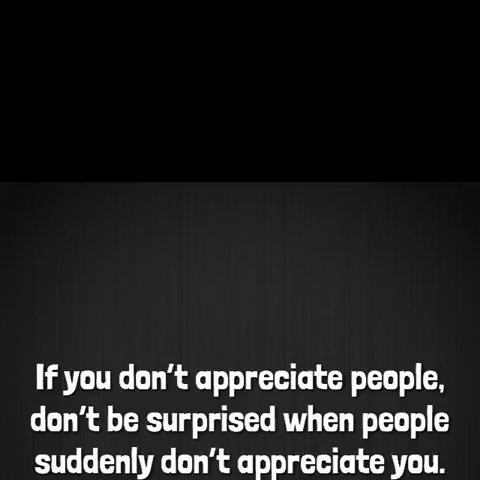 If you don't appreciate people,
don't be surprised when people
suddenly don't appreciate you.